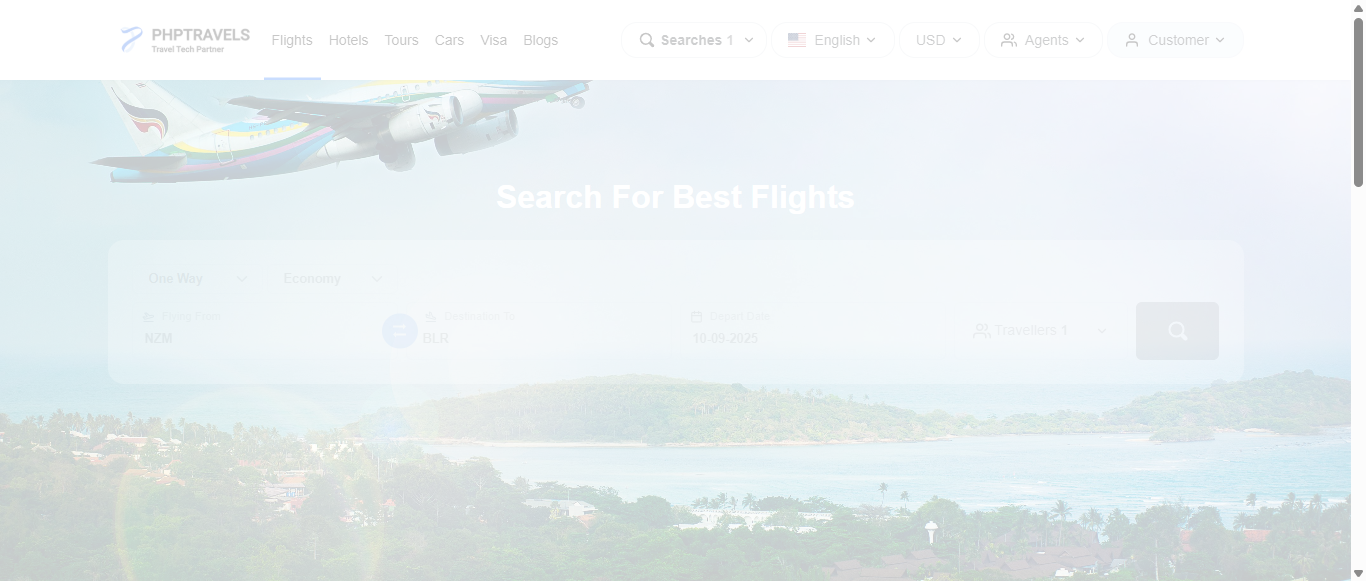 PHPTRAVELS
Travel Tech Partner
Flights Hotels Tours Cars Visa Blogs
Searches 1 English USD Agents Customer
Search For Best Flights
One Way Economy
Flying From Destination To Depart Date
NZM BLR 10-09-2025 Travellers 1